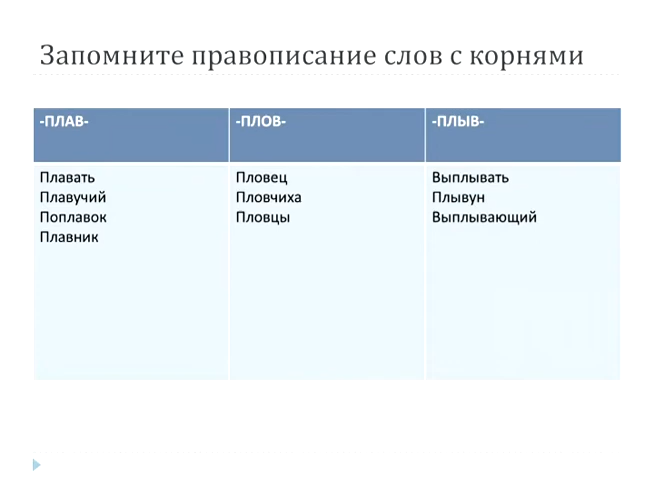 Запомните правописание слов с корнями
-ПЛАВ- -ПЛОВ- -ПЛЫВ-
Плавать Пловец Выплывать
Плавучий Пловчиха Плывун
Поплавок Пловцы Выплывающий
Плавник